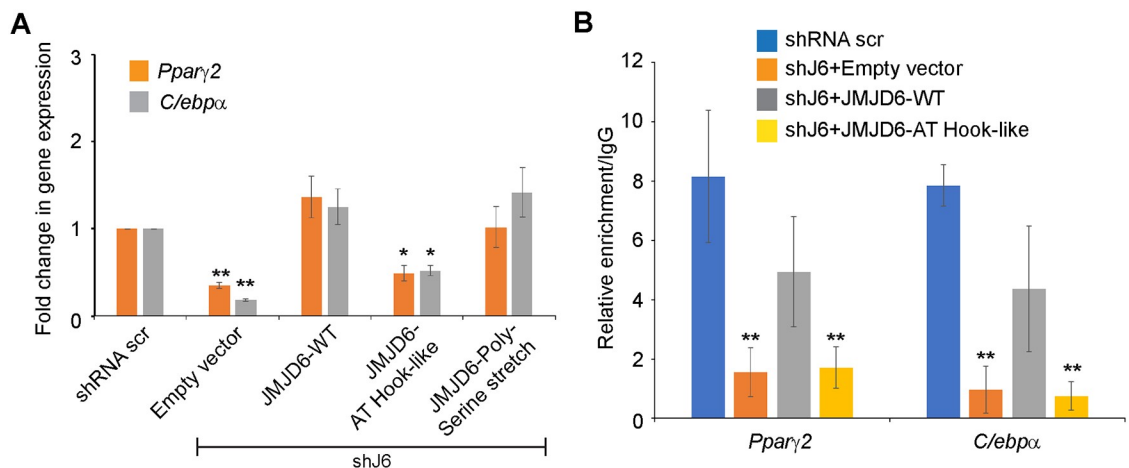 A
Fold change in gene expression
3
2
1
0
Pparγ2
C/ebpα
**
**
*
*
shRNA scr
Empty vector
JMJD6-WT
JMJD6-
AT Hook-like
JMJD6-Poly-
Serine stretch
shJ6
B
shRNA scr
shJ6+Empty vector
shJ6+JMJD6-WT
shJ6+JMJD6-AT Hook-like
Relative enrichment/IgG
12
10
8
6
4
2
0
**
**
**
**
Pparγ2
C/ebpα